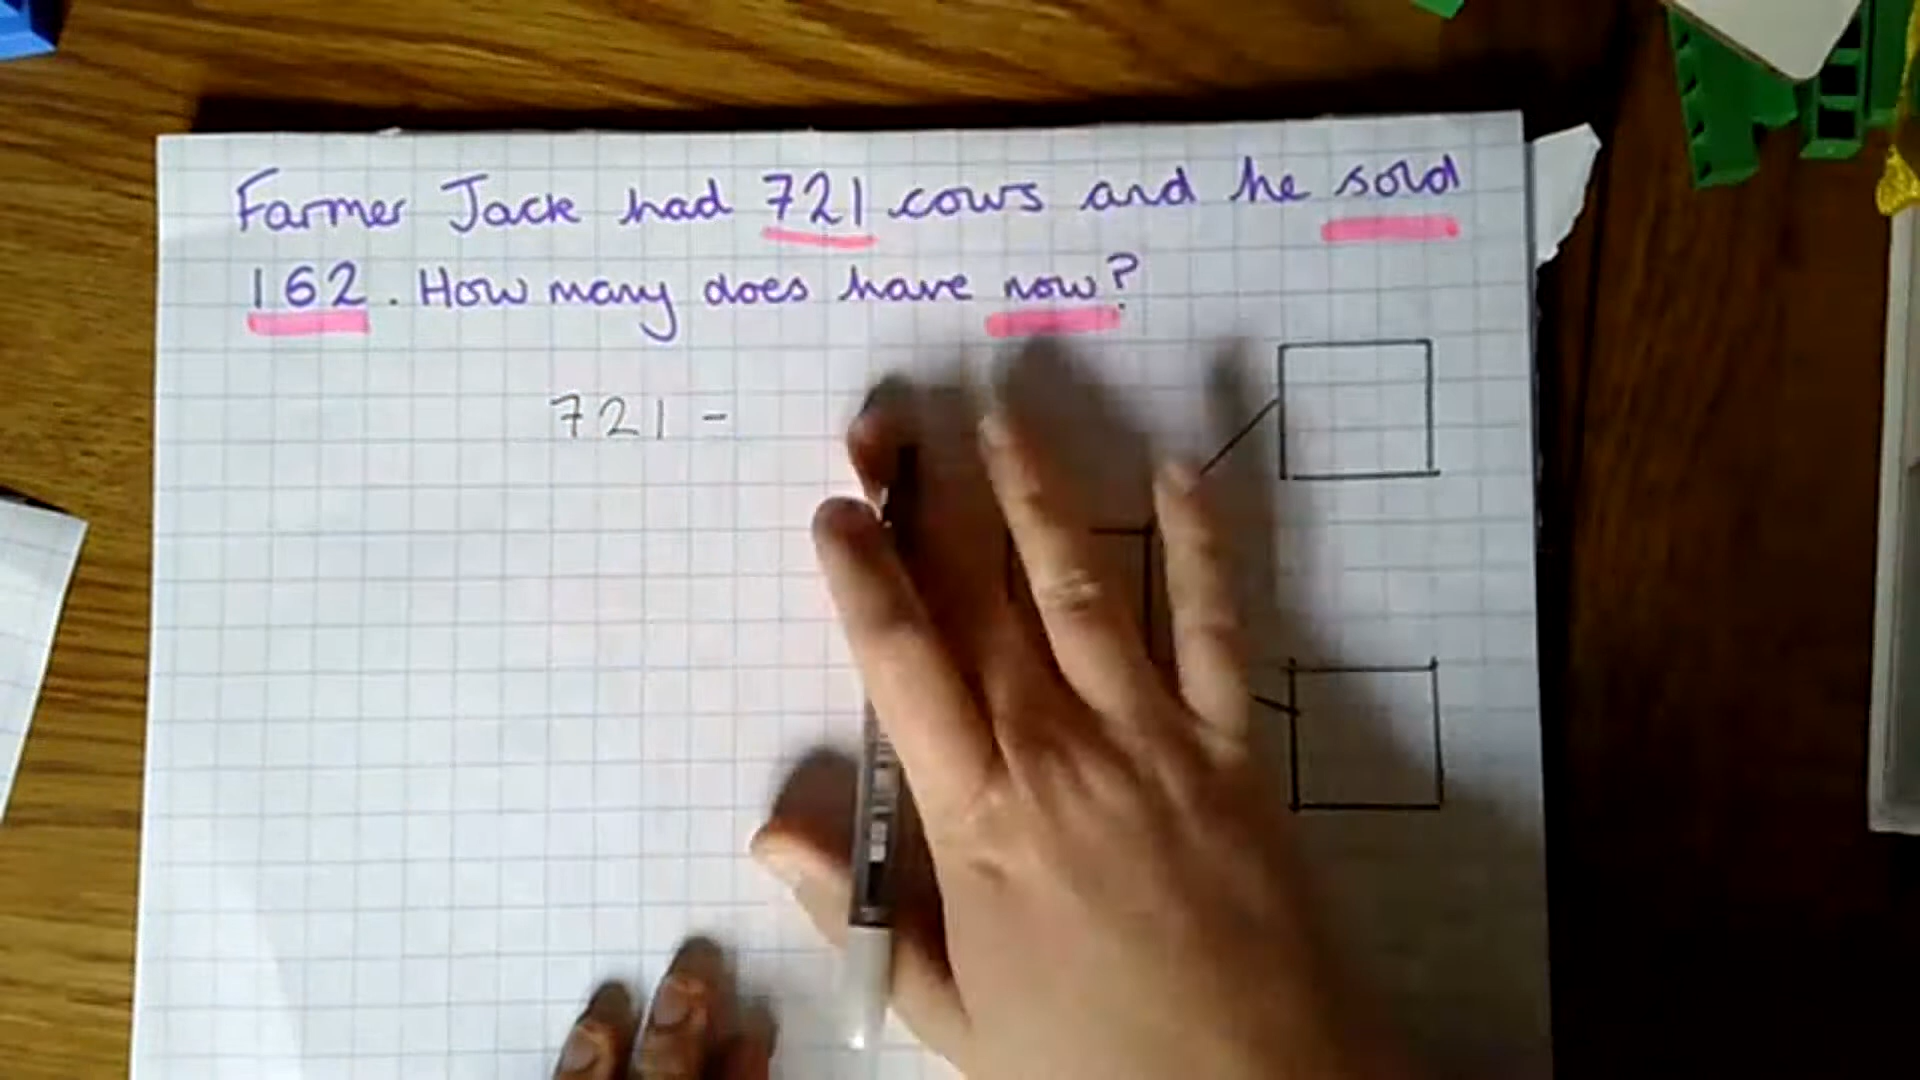 Farmer Jack had 721 cows and he sold
162. How many does have now?
721 -